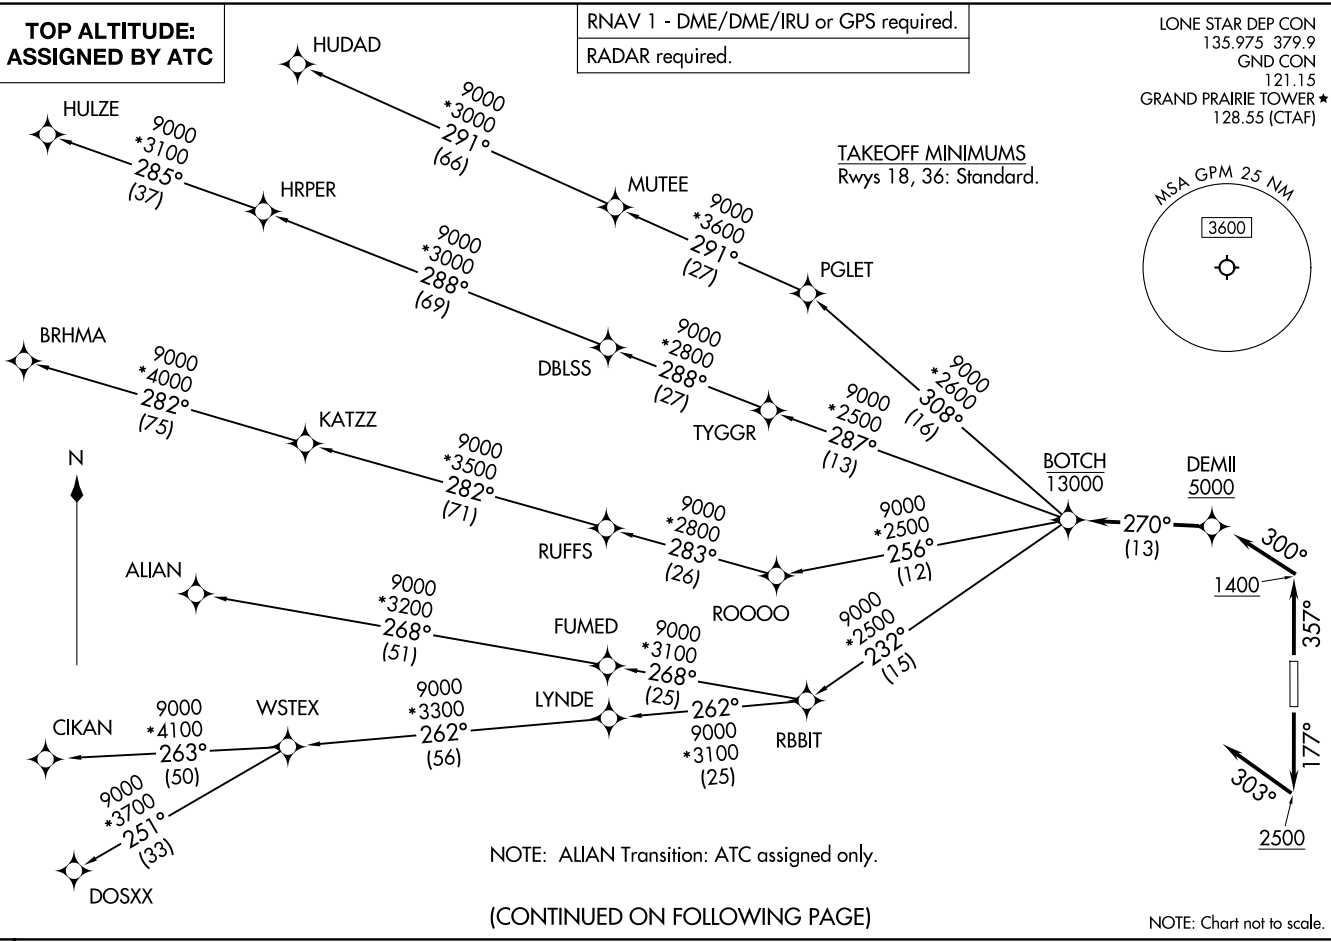 TOP ALTITUDE:
ASSIGNED BY ATC
RNAV 1 - DME/DME/IRU or GPS required.
RADAR required.
LONE STAR DEP CON
135.975 379.9
GND CON
121.15
GRAND PRAIRIE TOWER ★
128.55 (CTAF)
TAKEOFF MINIMUMS
Rwys 18, 36: Standard.
MSA GPM 25 NM
3600
HUDAD
9000
*3000
291°
(66)
MUTEE
9000
*3600
291°
(27)
PGLET
9000
*2600
308°
(16)
HULZE
9000
*3100
285°
(37)
HRPER
9000
*3000
288°
(69)
DBLSS
9000
*2800
288°
(27)
TYGGR
9000
*2500
287°
(13)
BOTCH
13000
DEMII
5000
270°
(13)
300°
1400
357°
177°
303°
2500
BRHMA
9000
*4000
282°
(75)
KATZZ
9000
*3500
282°
(71)
RUFFS
9000
*2800
283°
(26)
ROOOO
9000
*2500
256°
(12)
N
ALIAN
9000
*3200
268°
(51)
FUMED
9000
*3100
268°
(25)
9000
*2500
232°
(15)
RBBIT
CIKAN
9000
*4100
263°
(50)
WSTEX
9000
*3300
262°
(56)
LYNDE
262°
9000
*3100
(25)
9000
*3700
251°
(33)
DOSXX
NOTE: ALIAN Transition: ATC assigned only.
(CONTINUED ON FOLLOWING PAGE)
NOTE: Chart not to scale.